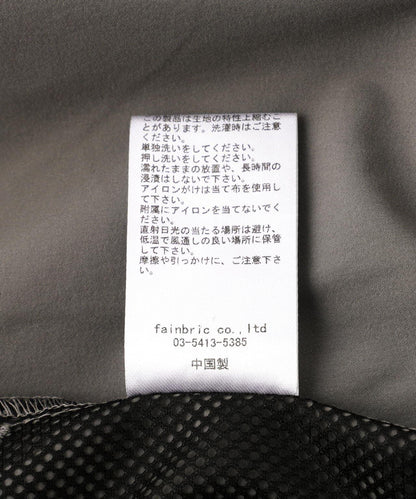 この製品は生地の特性上縮むこ
とがあります。洗濯時はご注意
ください。
単独洗いをしてください。
押し洗いをしてください。
濡れたままの放置や、長時間の
浸漬はしないで下さい。
アイロンがけは当て布を使用し
て下さい。
附属にアイロンを当てないでく
ださい。
直射日光の当たる場所は避け、
低温で風通しの良い場所に保管
して下さい。
摩擦や引っかけに、ご注意下さ
い。
fainbric co.,ltd
03-5413-5385
中国製